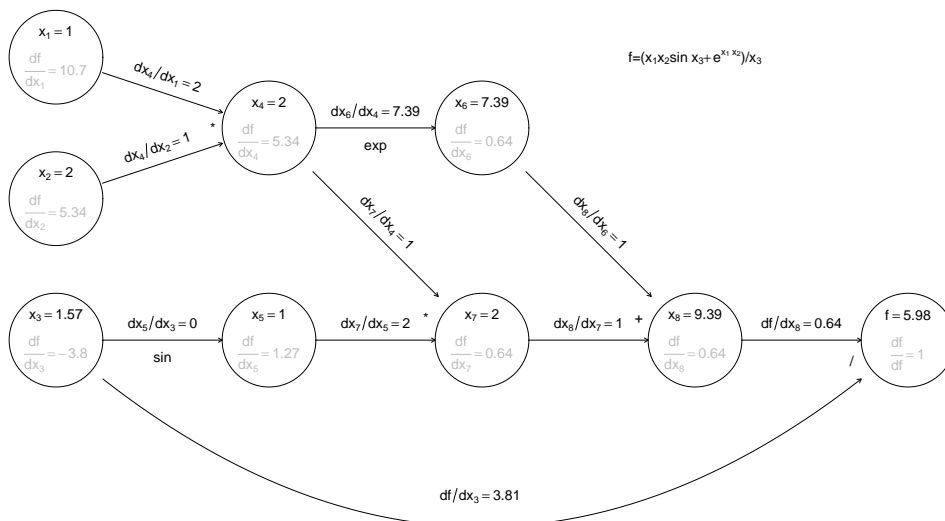 x₁ = 1
df/dx₁ = 10.7
dx₄/dx₁ = 2
f=(x₁x₂sin x₃+e^(x₁ x₂))/x₃
x₄ = 2
df/dx₄ = 5.34
*
dx₆/dx₄ = 7.39
exp
x₆ = 7.39
df/dx₆ = 0.64
dx₄/dx₂ = 1
x₂ = 2
df/dx₂ = 5.34
dx₇/dx₄ = 1
dx₈/dx₆ = 1
x₃ = 1.57
df/dx₃ = −3.8
dx₅/dx₃ = 0
sin
x₅ = 1
df/dx₅ = 1.27
dx₇/dx₅ = 2
*
x₇ = 2
df/dx₇ = 0.64
dx₈/dx₇ = 1
+
x₈ = 9.39
df/dx₈ = 0.64
df/dx₈ = 0.64
/
f = 5.98
df/df = 1
df/dx₃ = 3.81